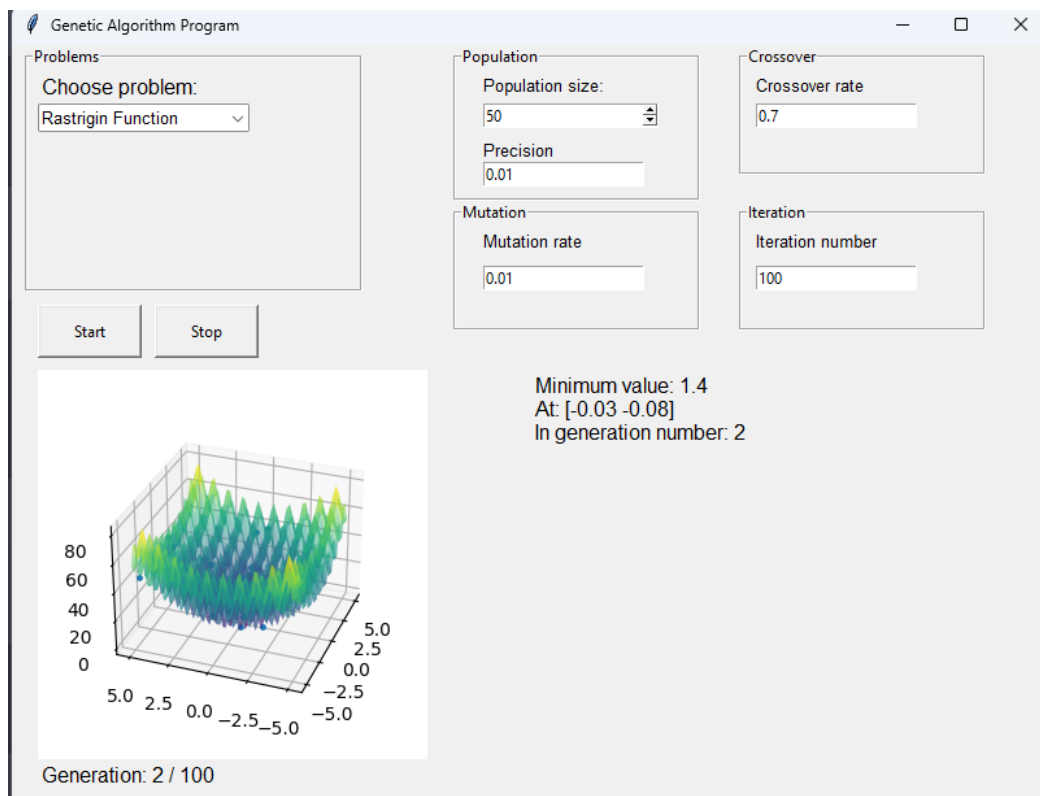 Genetic Algorithm Program
Problems
Choose problem:
Rastrigin Function
Population
Population size:
50
Precision
0.01
Crossover
Crossover rate
0.7
Mutation
Mutation rate
0.01
Iteration
Iteration number
100
Start
Stop
Minimum value: 1.4
At: [-0.03 -0.08]
In generation number: 2
80
60
40
20
0
5.0
2.5
0.0
−2.5
−5.0
5.0
2.5
0.0
−2.5
−5.0
Generation: 2 / 100